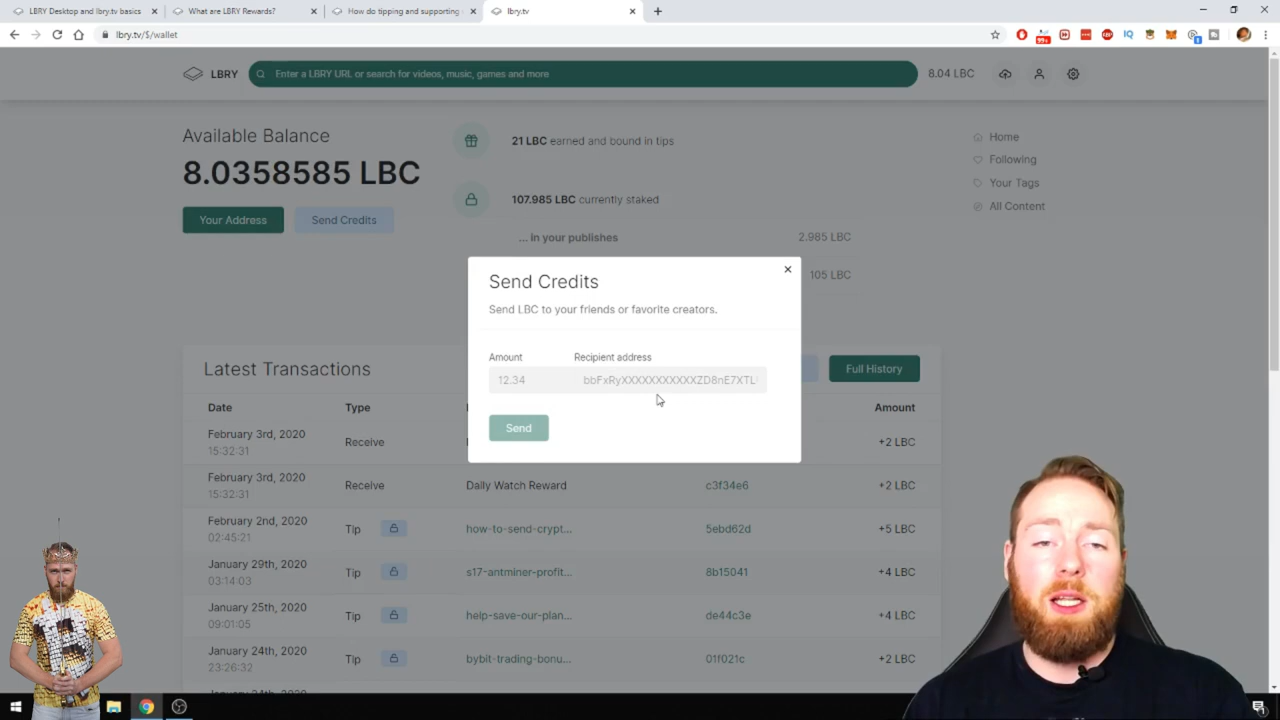 LBRY Desktop and lbry.tv basics
What are LBRY Rewards?
How do tipping and supporting
lbry.tv
lbry.tv/$/wallet
99+
LBRY
Enter a LBRY URL or search for videos, music, games and more
8.04 LBC
Available Balance
8.0358585 LBC
Your Address
Send Credits
21 LBC earned and bound in tips
107.985 LBC currently staked
... in your publishes
2.985 LBC
105 LBC
Home
Following
Your Tags
All Content
Send Credits
Send LBC to your friends or favorite creators.
Amount
Recipient address
12.34
bbFxRyXXXXXXXXXXXZD8nE7XTL
Send
Latest Transactions
Full History
Date
Type
Amount
February 3rd, 2020
15:32:31
Receive
+2 LBC
February 3rd, 2020
15:32:31
Receive
Daily Watch Reward
c3f34e6
+2 LBC
February 2nd, 2020
02:45:21
Tip
how-to-send-crypt...
5ebd62d
+5 LBC
January 29th, 2020
03:14:03
Tip
s17-antminer-profit...
8b15041
+4 LBC
January 25th, 2020
09:01:05
Tip
help-save-our-plan...
de44c3e
+4 LBC
January 24th, 2020
23:26:32
Tip
bybit-trading-bonu...
01f021c
+2 LBC